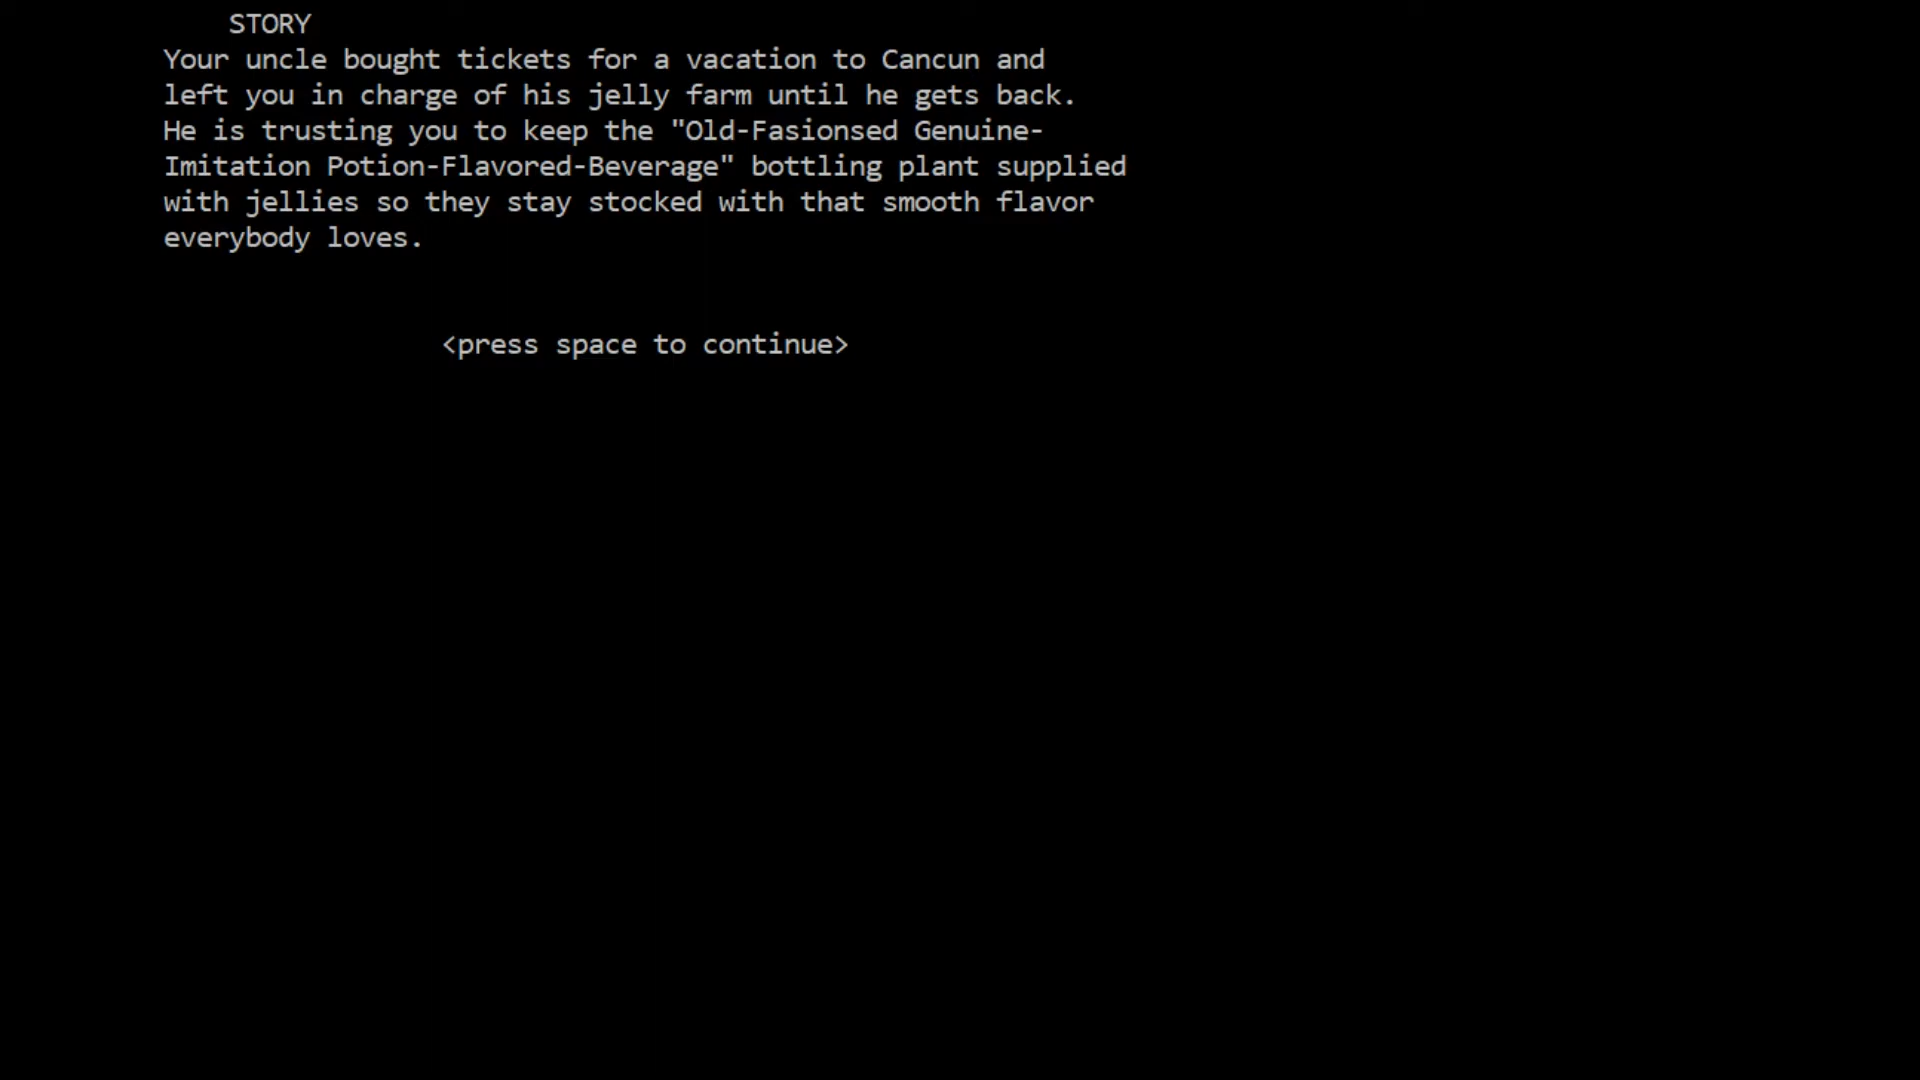 STORY
Your uncle bought tickets for a vacation to Cancun and
left you in charge of his jelly farm until he gets back.
He is trusting you to keep the "Old-Fasionsed Genuine-
Imitation Potion-Flavored-Beverage" bottling plant supplied
with jellies so they stay stocked with that smooth flavor
everybody loves.
<press space to continue>